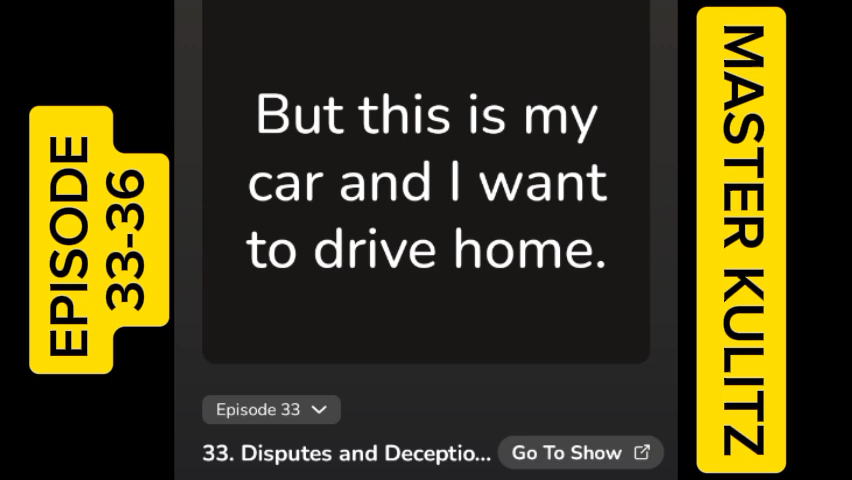 EPISODE
33-36
But this is my
car and I want
to drive home.
Episode 33
33. Disputes and Deceptio...
Go To Show
MASTER KULITZ